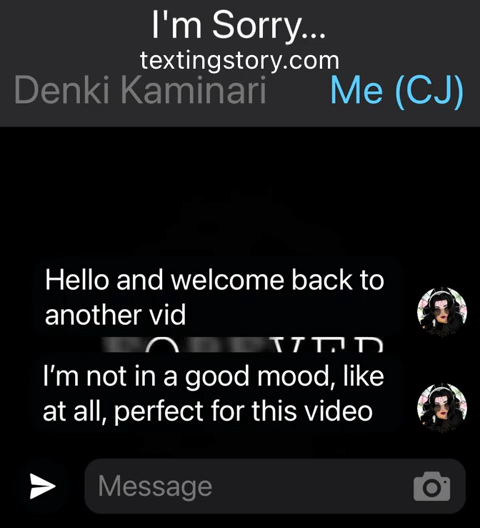 I'm Sorry...
textingstory.com
Denki Kaminari Me (CJ)
Hello and welcome back to
another vid
I’m not in a good mood, like
at all, perfect for this video
Message